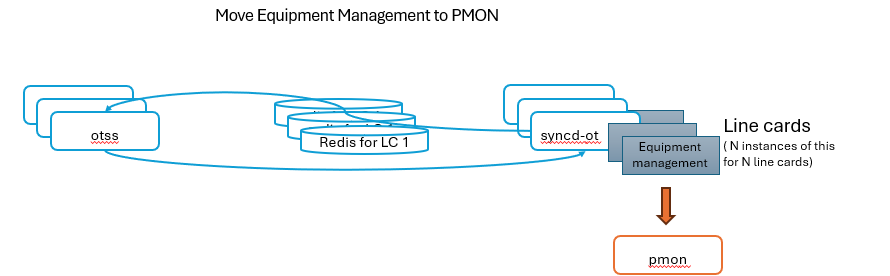 Move Equipment Management to PMON
otss
Redis for LC 1
syncd-ot
Equipment
management
Line cards
( N instances of this
for N line cards)
pmon